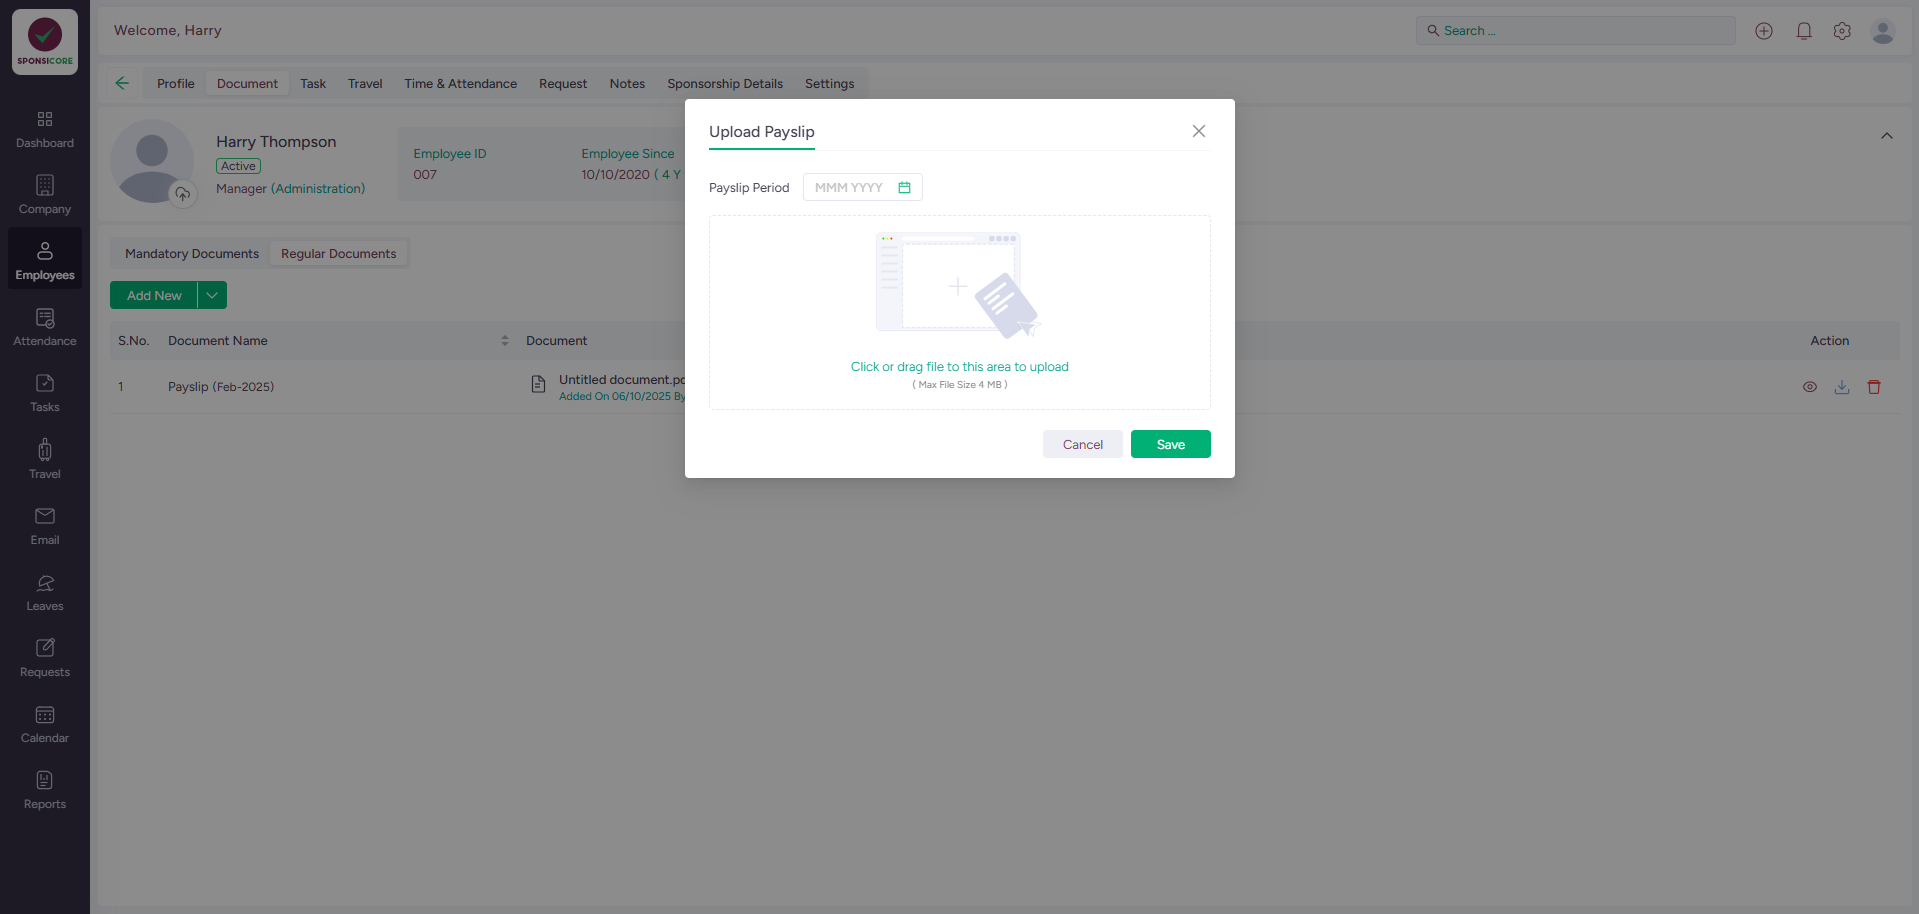 SPONSICORE
Welcome, Harry
Search ...
Profile Document Task Travel Time & Attendance Request Notes Sponsorship Details Settings
Dashboard
Company
Employees
Attendance
Tasks
Travel
Email
Leaves
Requests
Calendar
Reports
Harry Thompson
Active
Manager (Administration)
Employee ID
007
Employee Since
10/10/2020 ( 4 Y
Mandatory Documents Regular Documents
Add New
S.No. Document Name Document Action
1 Payslip (Feb-2025) Untitled document.pd
Added On 06/10/2025 By
Upload Payslip
Payslip Period MMM YYYY
Click or drag file to this area to upload
( Max File Size 4 MB )
Cancel Save